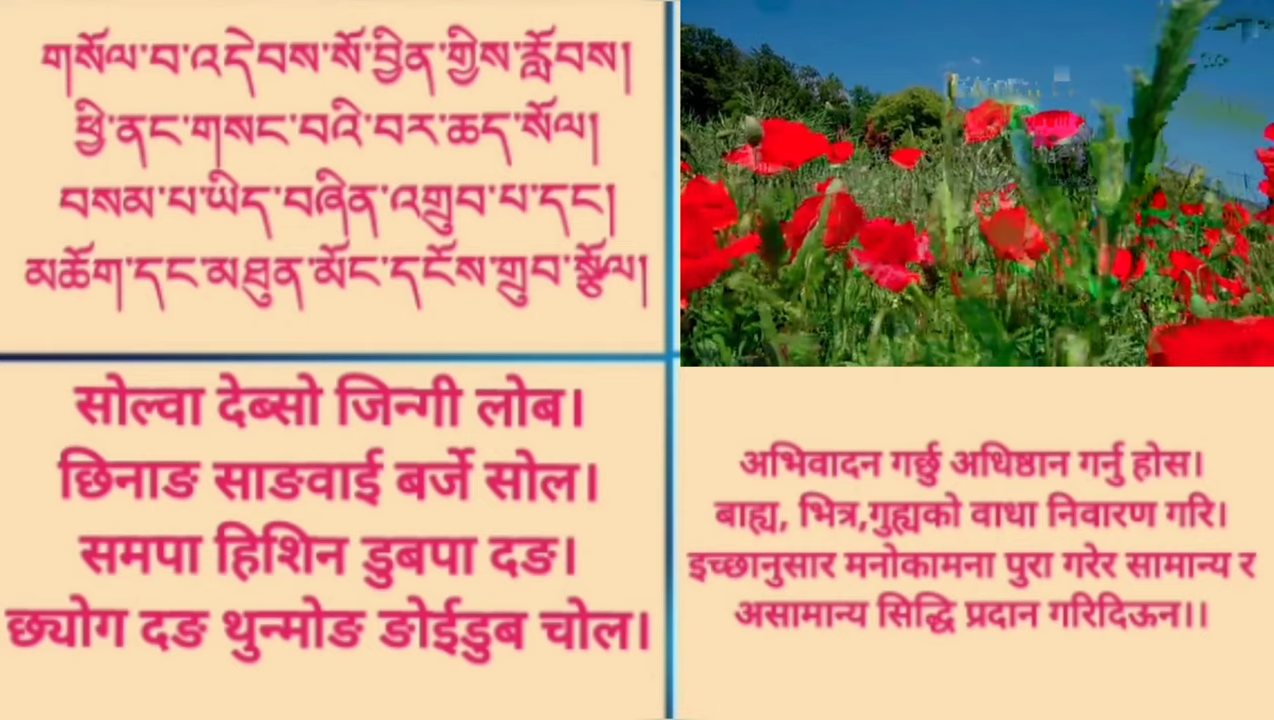 གསོལ་བ་འདེབས་སོ་བྱིན་གྱིས་རློབས།
ཕྱི་ནང་གསང་བའི་བར་ཆད་སོལ།
བསམ་པ་ཡིད་བཞིན་འགྲུབ་པ་དང།
མཆོག་དང་མཐུན་མོང་དངོས་གྲུབ་སྩོལ།
सोल्वा देब्सो जिन्गी लोब।
छिनाङ साङवाई बर्जे सोल।
समपा हिशिन डुबपा दङ।
छ्योग दङ थुन्मोङ ङोईडुब चोल।
अभिवादन गर्छु अधिष्ठान गर्नु होस।
बाह्य, भित्र,गुह्यको वाधा निवारण गरि।
इच्छानुसार मनोकामना पुरा गरेर सामान्य र
असामान्य सिद्धि प्रदान गरिदिऊन।।